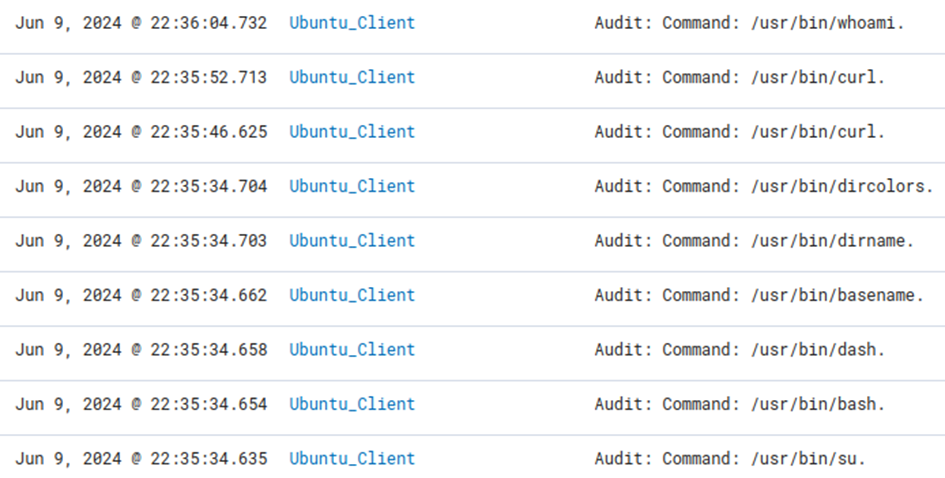 Jun 9, 2024 @ 22:36:04.732 Ubuntu_Client Audit: Command: /usr/bin/whoami.
Jun 9, 2024 @ 22:35:52.713 Ubuntu_Client Audit: Command: /usr/bin/curl.
Jun 9, 2024 @ 22:35:46.625 Ubuntu_Client Audit: Command: /usr/bin/curl.
Jun 9, 2024 @ 22:35:34.704 Ubuntu_Client Audit: Command: /usr/bin/dircolors.
Jun 9, 2024 @ 22:35:34.703 Ubuntu_Client Audit: Command: /usr/bin/dirname.
Jun 9, 2024 @ 22:35:34.662 Ubuntu_Client Audit: Command: /usr/bin/basename.
Jun 9, 2024 @ 22:35:34.658 Ubuntu_Client Audit: Command: /usr/bin/dash.
Jun 9, 2024 @ 22:35:34.654 Ubuntu_Client Audit: Command: /usr/bin/bash.
Jun 9, 2024 @ 22:35:34.635 Ubuntu_Client Audit: Command: /usr/bin/su.